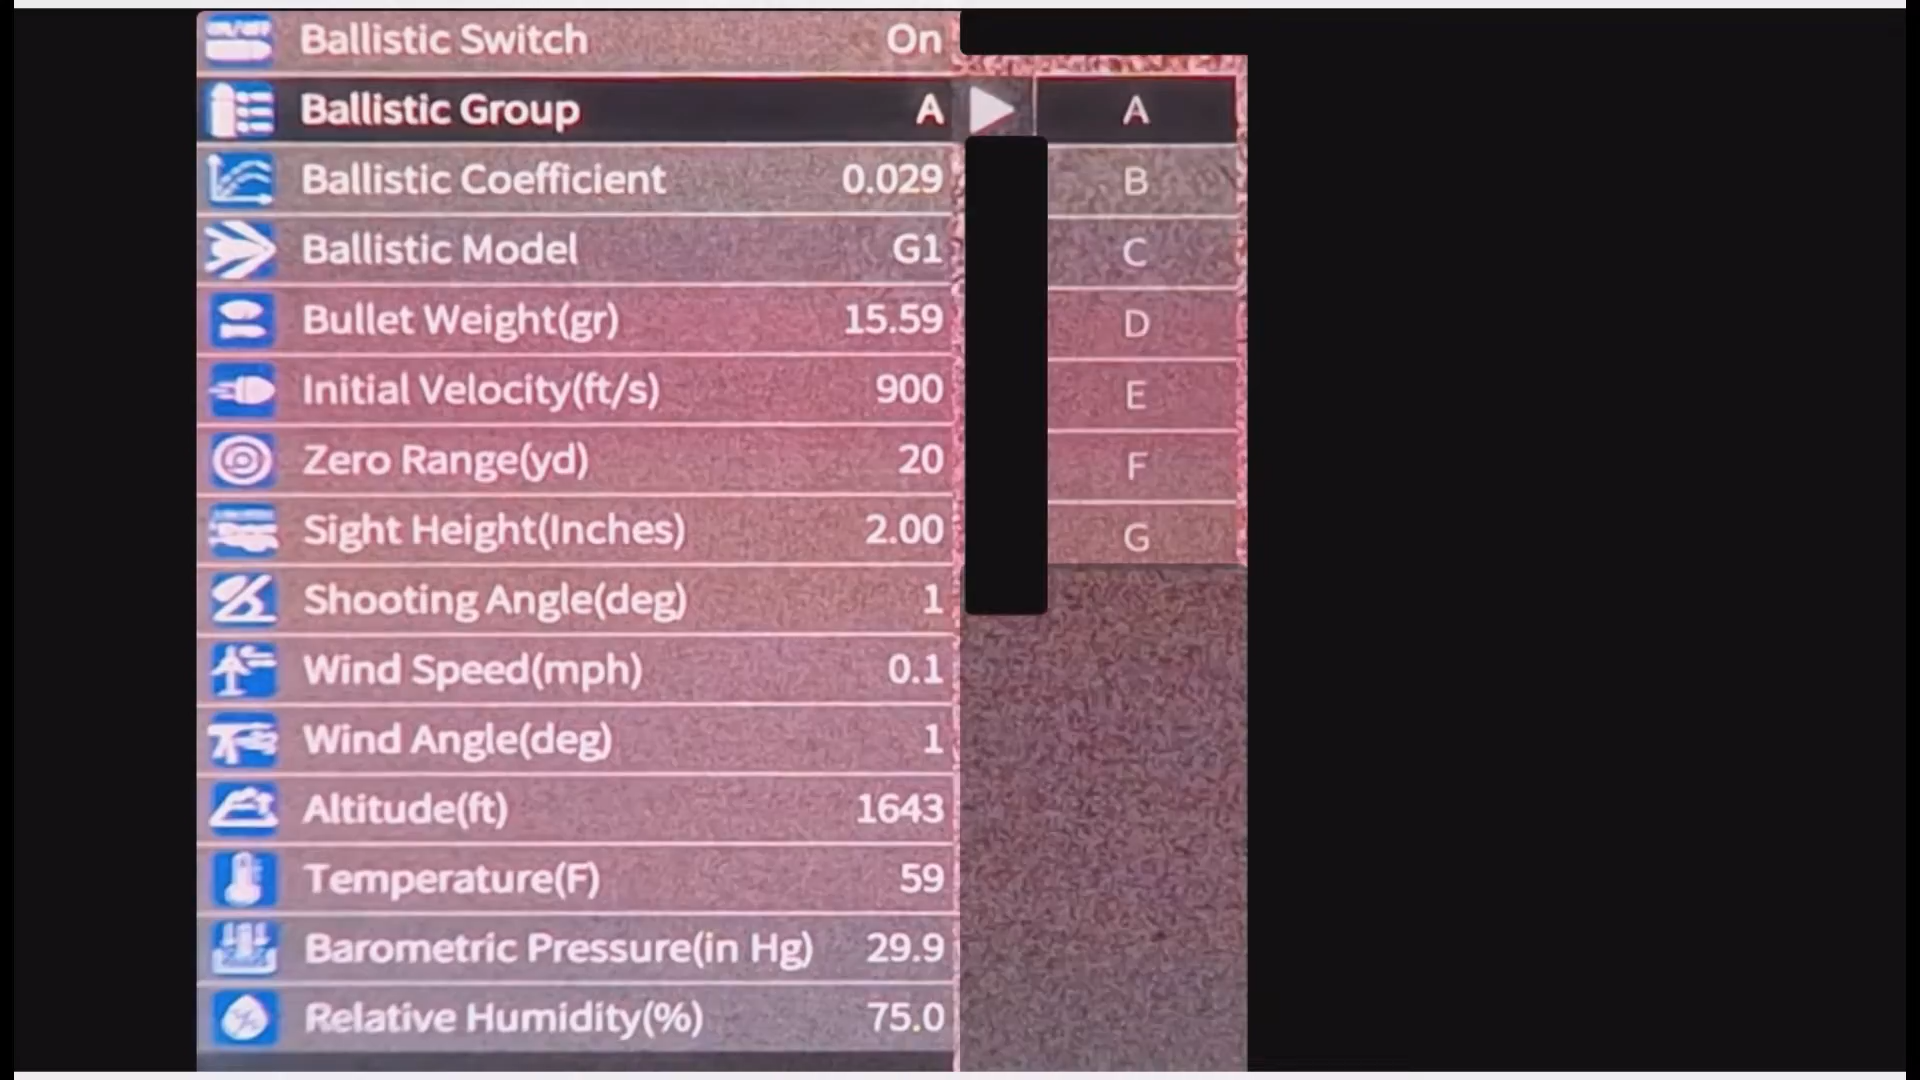 Ballistic Switch On
Ballistic Group A A
Ballistic Coefficient 0.029 B
Ballistic Model G1 C
Bullet Weight(gr) 15.59 D
Initial Velocity(ft/s) 900 E
Zero Range(yd) 20 F
Sight Height(Inches) 2.00 G
Shooting Angle(deg) 1
Wind Speed(mph) 0.1
Wind Angle(deg) 1
Altitude(ft) 1643
Temperature(F) 59
Barometric Pressure(in Hg) 29.9
Relative Humidity(%) 75.0